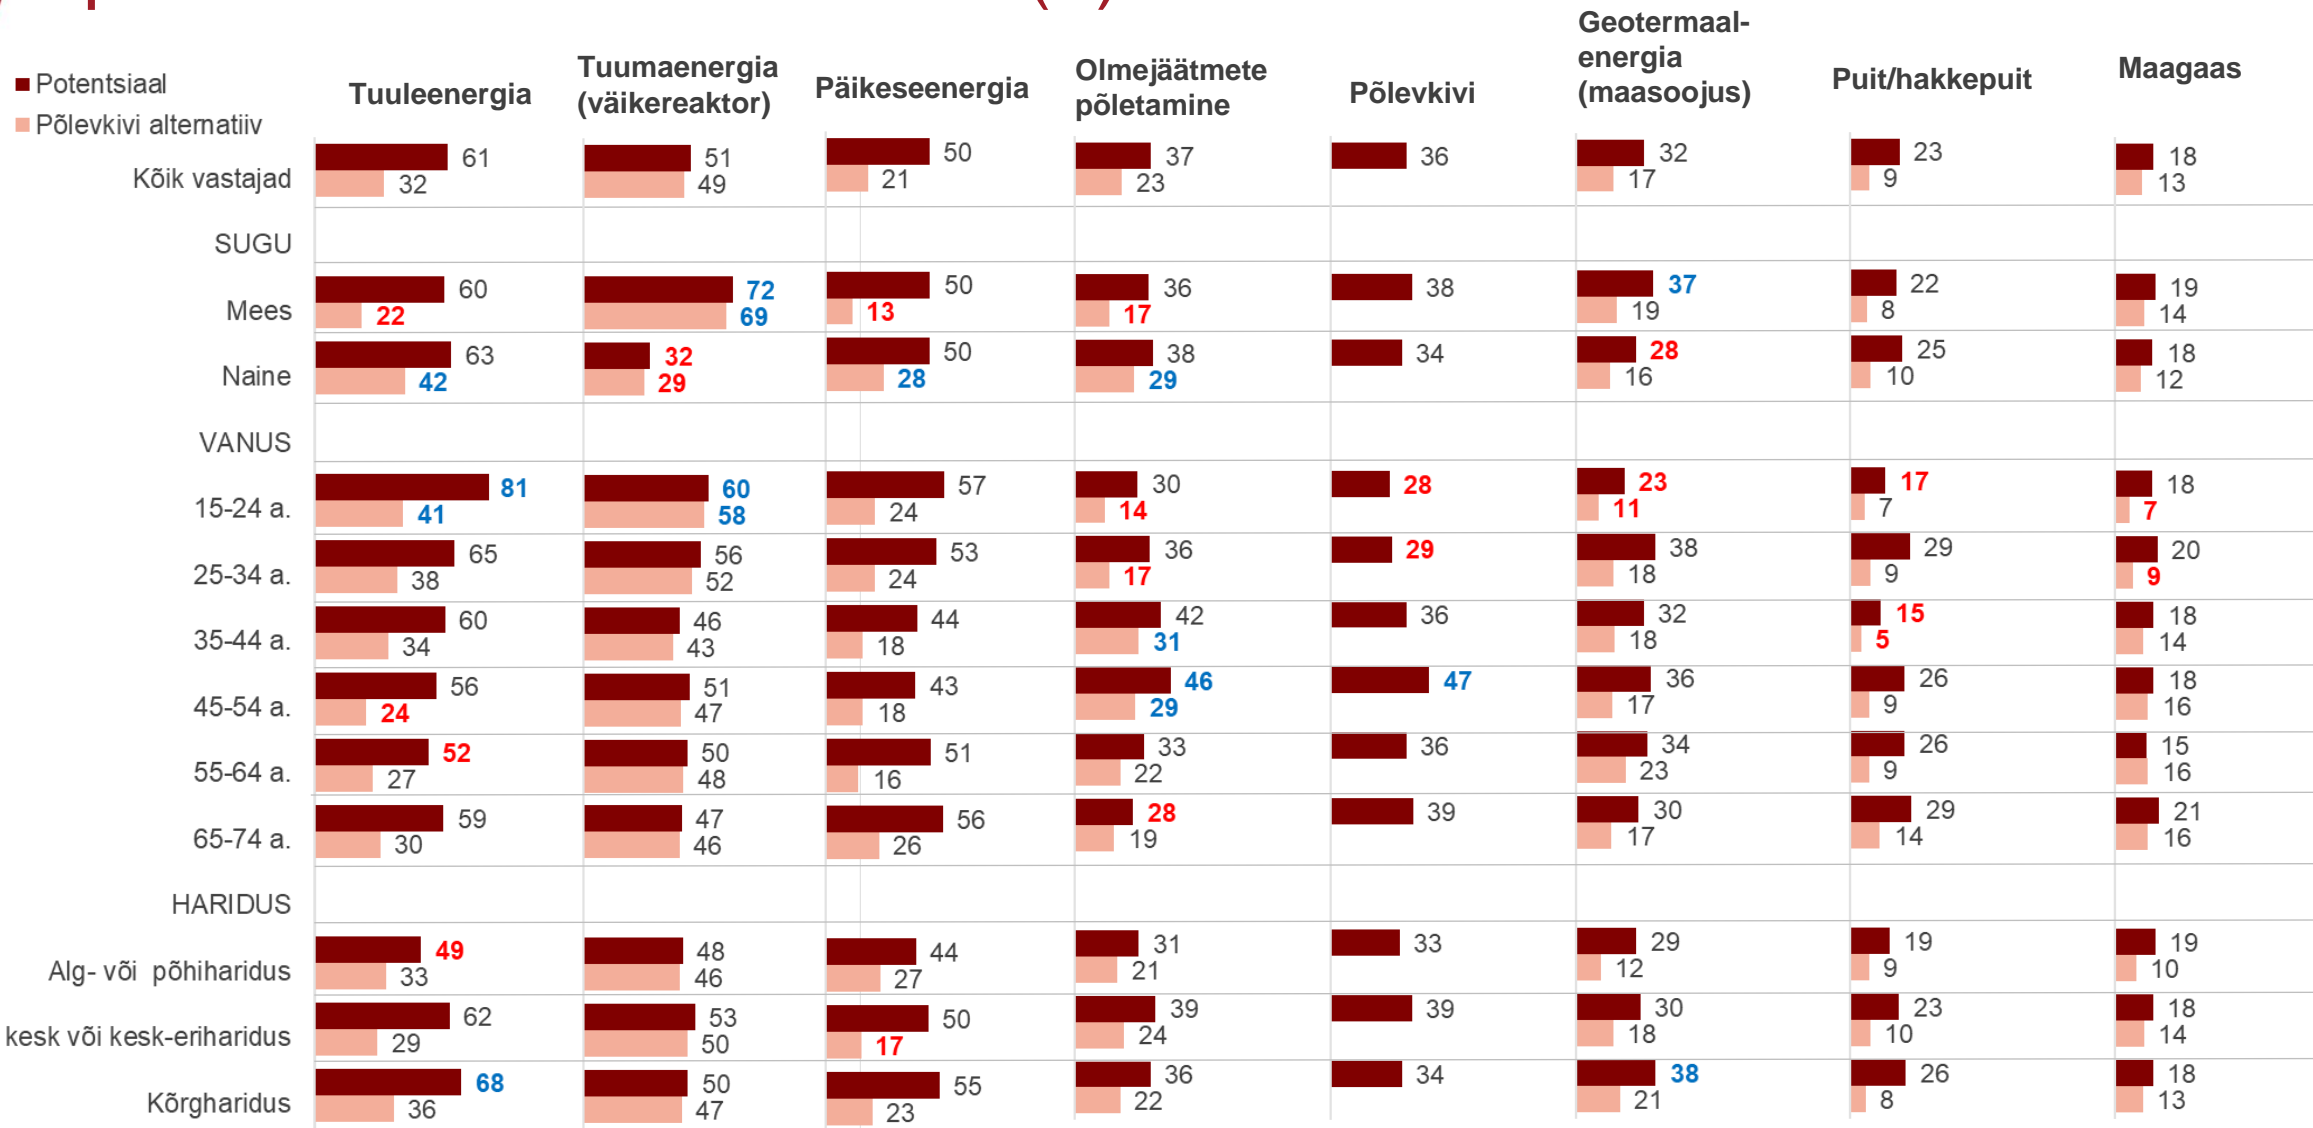 Geotermaal-
energia
(maasoojus)
Tuuleenergia
Tuumaenergia
(väikereaktor)
Päikeseenergia
Olmejäätmete
põletamine
Põlevkivi
Puit/hakkepuit
Maagaas
Potentsiaal
Põlevkivi alternatiiv
Kõik vastajad
61 51 50 37 36 32 23 18
32 49 21 23 17 9 13
SUGU
Mees
60 72 50 36 38 37 22 19
22 69 13 17 19 8 14
Naine
63 32 50 38 34 28 25 18
42 29 28 29 16 10 12
VANUS
15-24 a.
81 60 57 30 28 23 17 18
41 58 24 14 11 7 7
25-34 a.
65 56 53 36 29 38 29 20
38 52 24 17 18 9 9
35-44 a.
60 46 44 42 36 32 15 18
34 43 18 31 18 5 14
45-54 a.
56 51 43 46 47 36 26 18
24 47 18 29 17 9 16
55-64 a.
52 50 51 33 36 34 26 15
27 48 16 22 23 9 16
65-74 a.
59 47 56 28 39 30 29 21
30 46 26 19 17 14 16
HARIDUS
Alg- või põhiharidus
49 48 44 31 33 29 19 19
33 46 27 21 12 9 10
kesk või kesk-eriharidus
62 53 50 39 39 30 23 18
29 50 17 24 18 10 14
Kõrgharidus
68 50 55 36 34 38 26 18
36 47 23 22 21 8 13